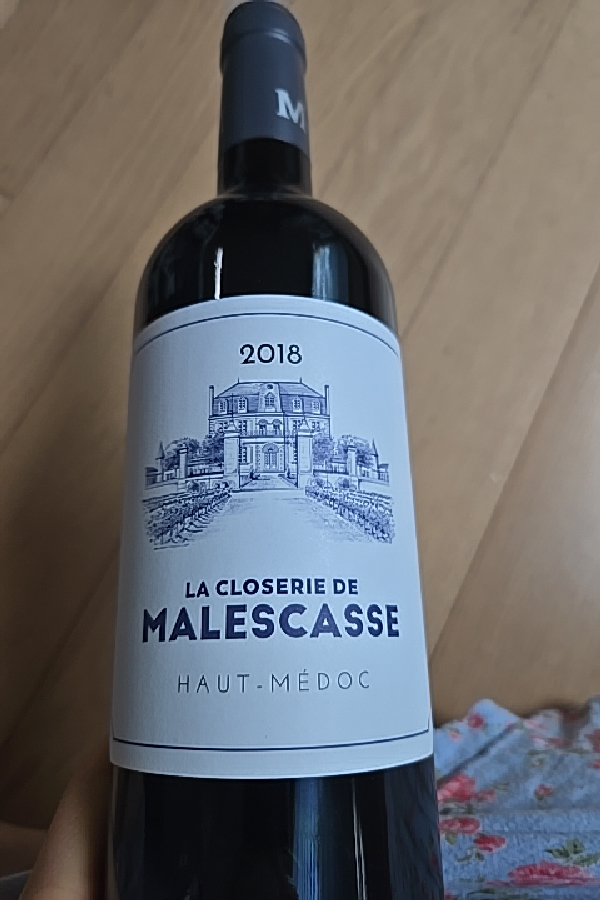 M
2018
LA CLOSERIE DE
MALESCASSE
HAUT-MÉDOC